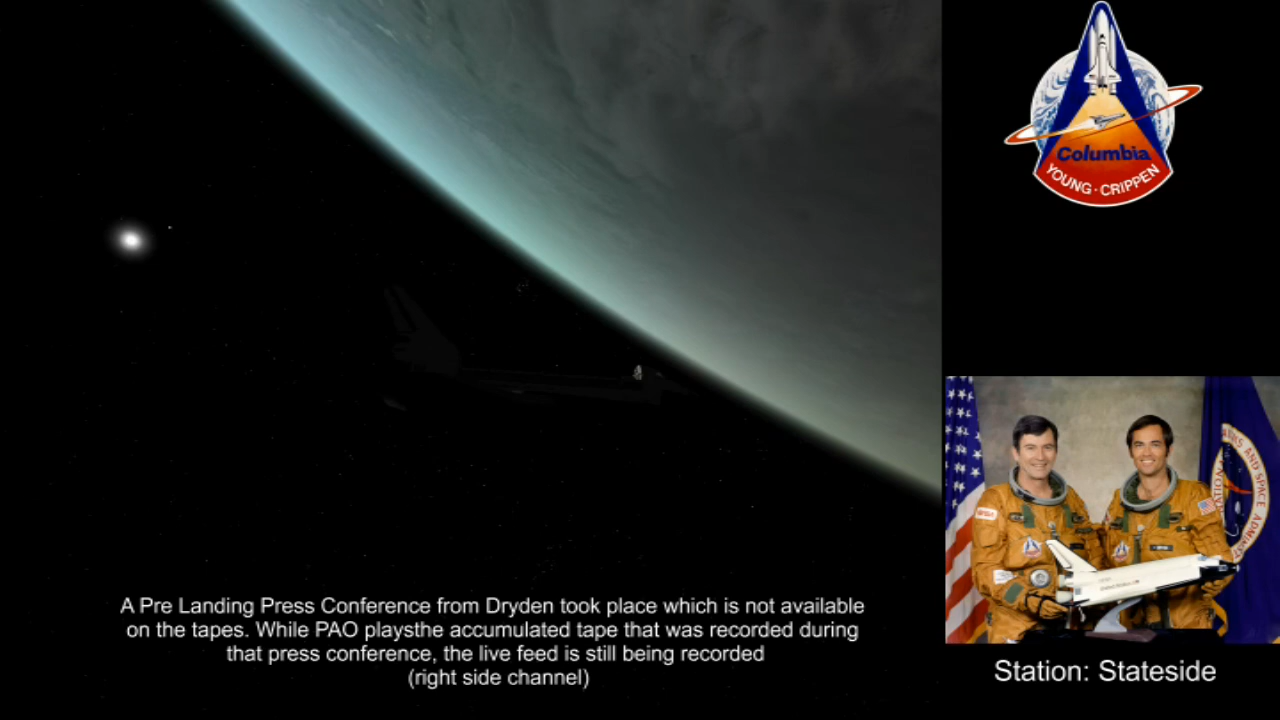 Columbia
YOUNG · CRIPPEN
A Pre Landing Press Conference from Dryden took place which is not available
on the tapes. While PAO playsthe accumulated tape that was recorded during
that press conference, the live feed is still being recorded
(right side channel)
Station: Stateside